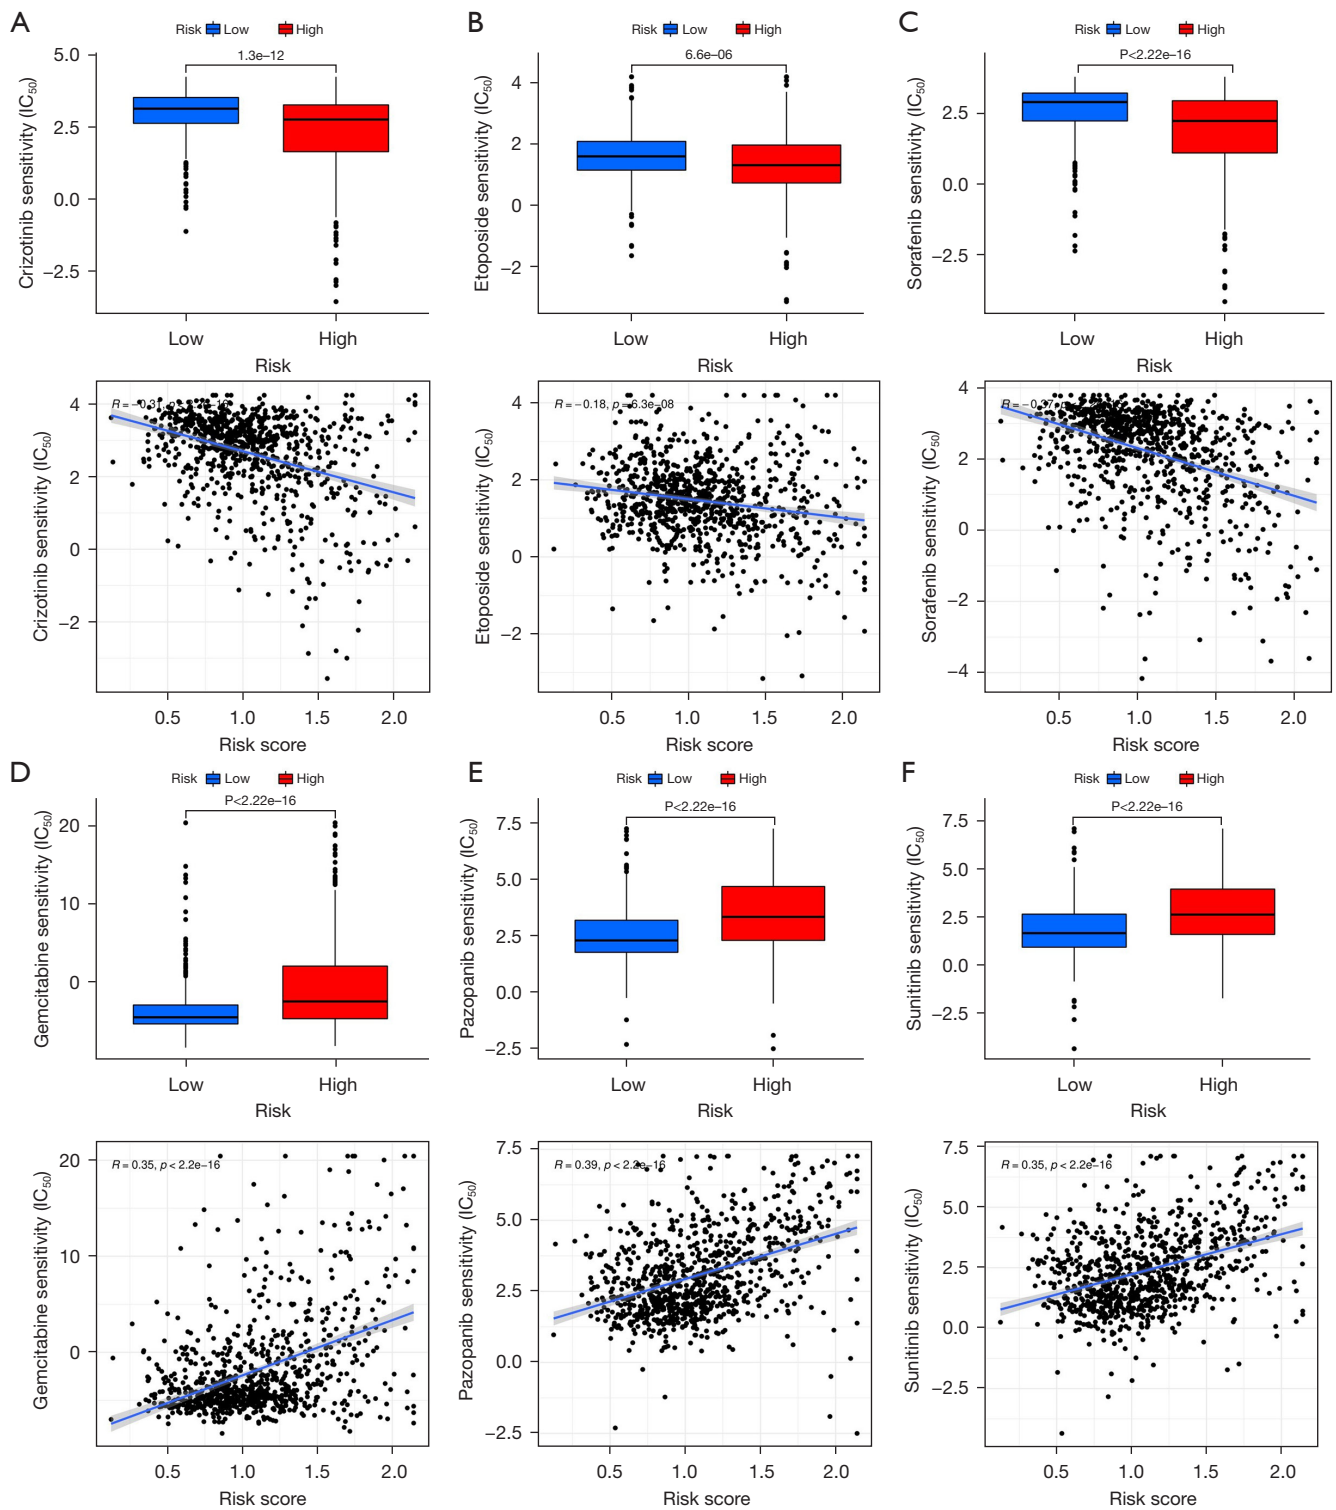 A
Risk Low High
1.3e–12
Crizotinib sensitivity (IC50)
5.0
2.5
0.0
–2.5
Low High
Risk
R = –0.31, p
Crizotinib sensitivity (IC50)
4
2
0
–2
0.5 1.0 1.5 2.0
Risk score
B
Risk Low High
6.6e–06
Etoposide sensitivity (IC50)
4
2
0
–2
Low High
Risk
R = –0.18, p = 6.3e–08
Etoposide sensitivity (IC50)
4
2
0
–2
0.5 1.0 1.5 2.0
Risk score
C
Risk Low High
P<2.22e–16
Sorafenib sensitivity (IC50)
2.5
0.0
–2.5
Low High
Risk
Sorafenib sensitivity (IC50)
4
2
0
–2
–4
0.5 1.0 1.5 2.0
Risk score
D
Risk Low High
P<2.22e–16
Gemcitabine sensitivity (IC50)
20
10
0
Low High
Risk
R = 0.35, p < 2.2e–16
Gemcitabine sensitivity (IC50)
20
10
0
0.5 1.0 1.5 2.0
Risk score
E
Risk Low High
P<2.22e–16
Pazopanib sensitivity (IC50)
7.5
5.0
2.5
0.0
–2.5
Low High
Risk
R = 0.39, p < 2.2e–16
Pazopanib sensitivity (IC50)
7.5
5.0
2.5
0.0
–2.5
0.5 1.0 1.5 2.0
Risk score
F
Risk Low High
P<2.22e–16
Sunitinib sensitivity (IC50)
7.5
5.0
2.5
0.0
–2.5
Low High
Risk
R = 0.35, p < 2.2e–16
Sunitinib sensitivity (IC50)
7.5
5.0
2.5
0.0
–2.5
0.5 1.0 1.5 2.0
Risk score